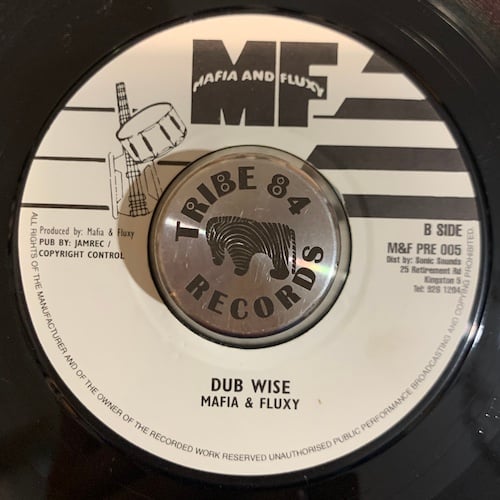 MF
MAFIA AND FLUXY
TRIBE 84
RECORDS
Produced by: Mafia & Fluxy
PUB BY: JAMREC /
COPYRIGHT CONTROL
B SIDE
M&F PRE 005
Dist by: Sonic Sounds
25 Retirement Rd
Kingston 5
Tel: 926 1204
DUB WISE
MAFIA & FLUXY
ALL RIGHTS OF THE MANUFACTURER AND OF THE OWNER OF THE RECORDED WORK RESERVED UNAUTHORISED PUBLIC PERFORMANCE BROADCASTING AND COPYING PROHIBITED.